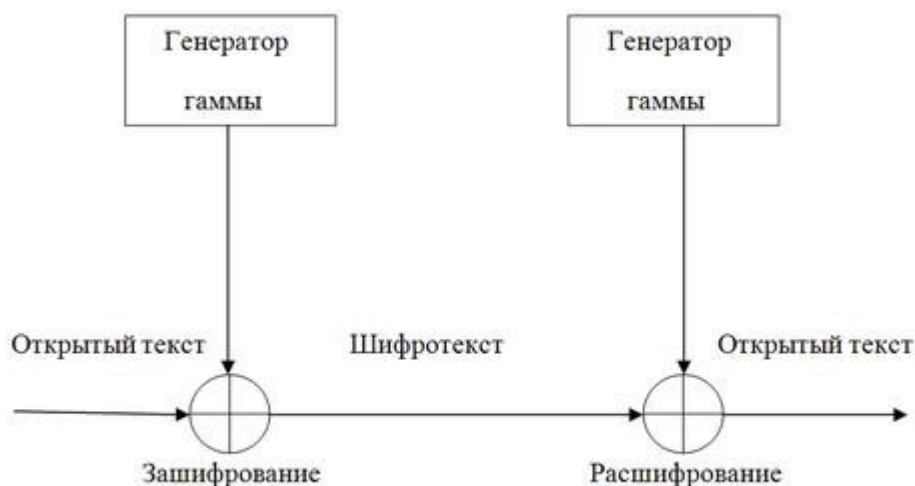 Генератор
гаммы
Генератор
гаммы
Открытый текст
Шифротекст
Открытый текст
Зашифрование
Расшифрование